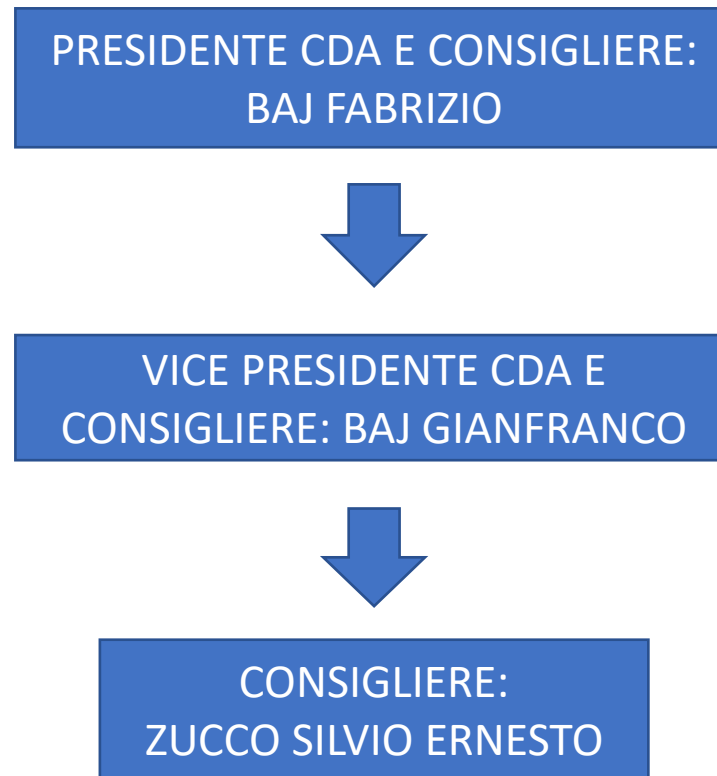 PRESIDENTE CDA E CONSIGLIERE:
BAJ FABRIZIO
VICE PRESIDENTE CDA E
CONSIGLIERE: BAJ GIANFRANCO
CONSIGLIERE:
ZUCCO SILVIO ERNESTO